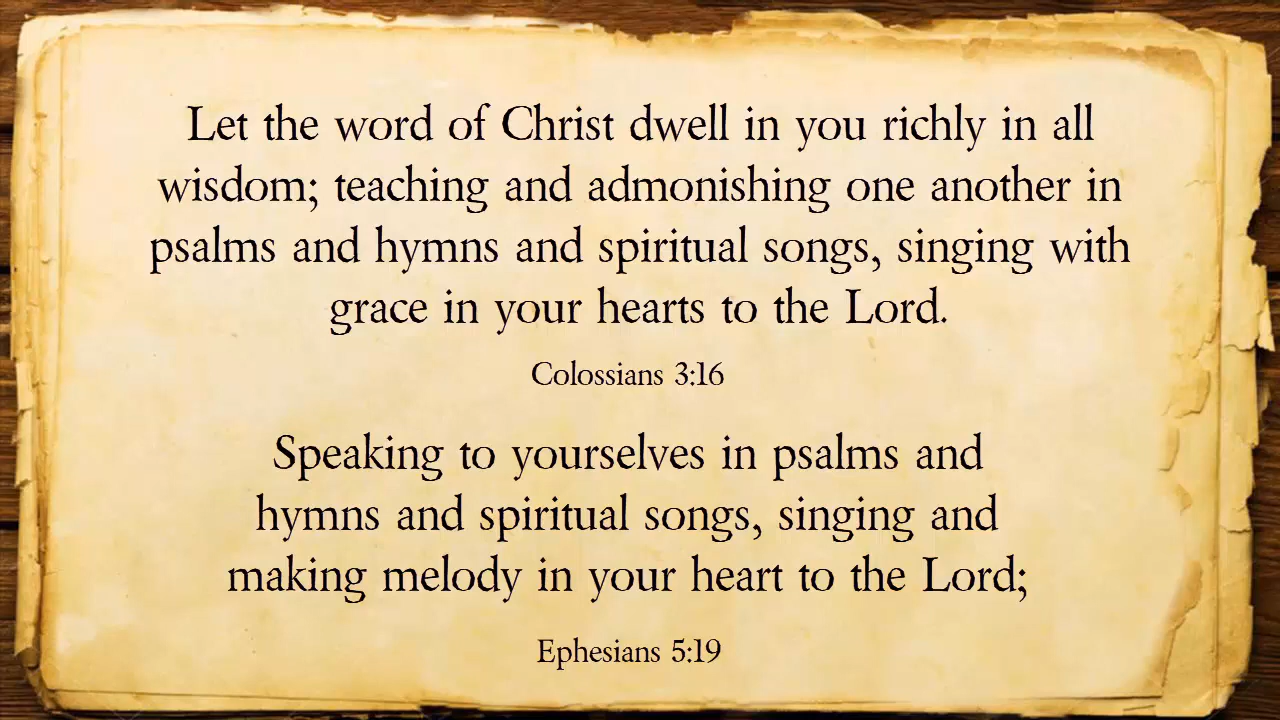 Let the word of Christ dwell in you richly in all
wisdom; teaching and admonishing one another in
psalms and hymns and spiritual songs, singing with
grace in your hearts to the Lord.
Colossians 3:16
Speaking to yourselves in psalms and
hymns and spiritual songs, singing and
making melody in your heart to the Lord;
Ephesians 5:19